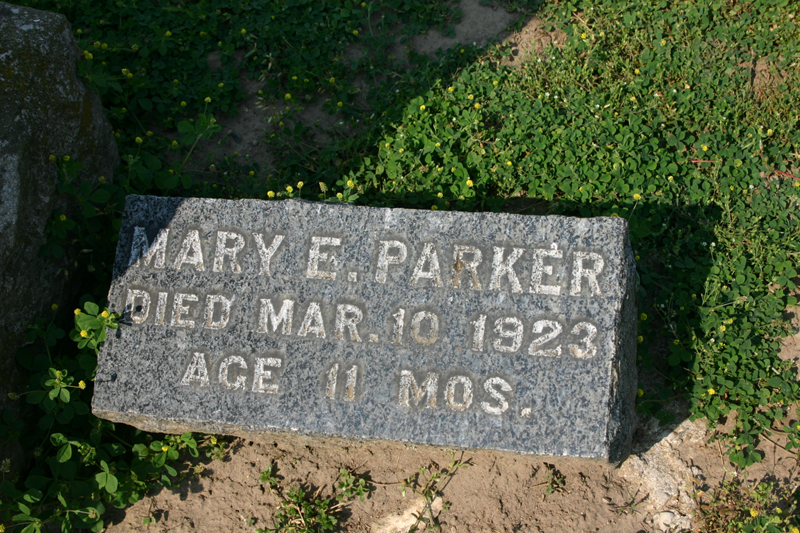 MARY E. PARKER
DIED MAR. 10 1923
AGE 11 MOS.